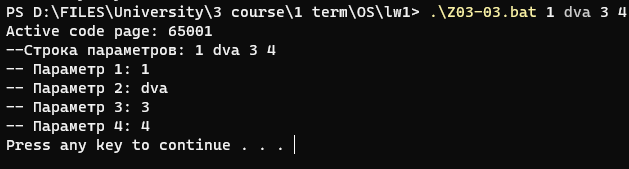 PS D:\FILES\University\3 course\1 term\OS\lw1> .\Z03-03.bat 1 dva 3 4
Active code page: 65001
--Строка параметров: 1 dva 3 4
-- Параметр 1: 1
-- Параметр 2: dva
-- Параметр 3: 3
-- Параметр 4: 4
Press any key to continue . . .